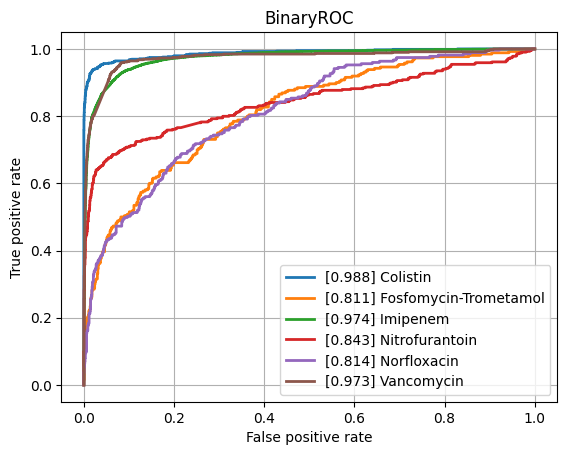 BinaryROC
True positive rate
1.0
0.8
0.6
0.4
0.2
0.0
[0.988] Colistin
[0.811] Fosfomycin-Trometamol
[0.974] Imipenem
[0.843] Nitrofurantoin
[0.814] Norfloxacin
[0.973] Vancomycin
0.0 0.2 0.4 0.6 0.8 1.0
False positive rate